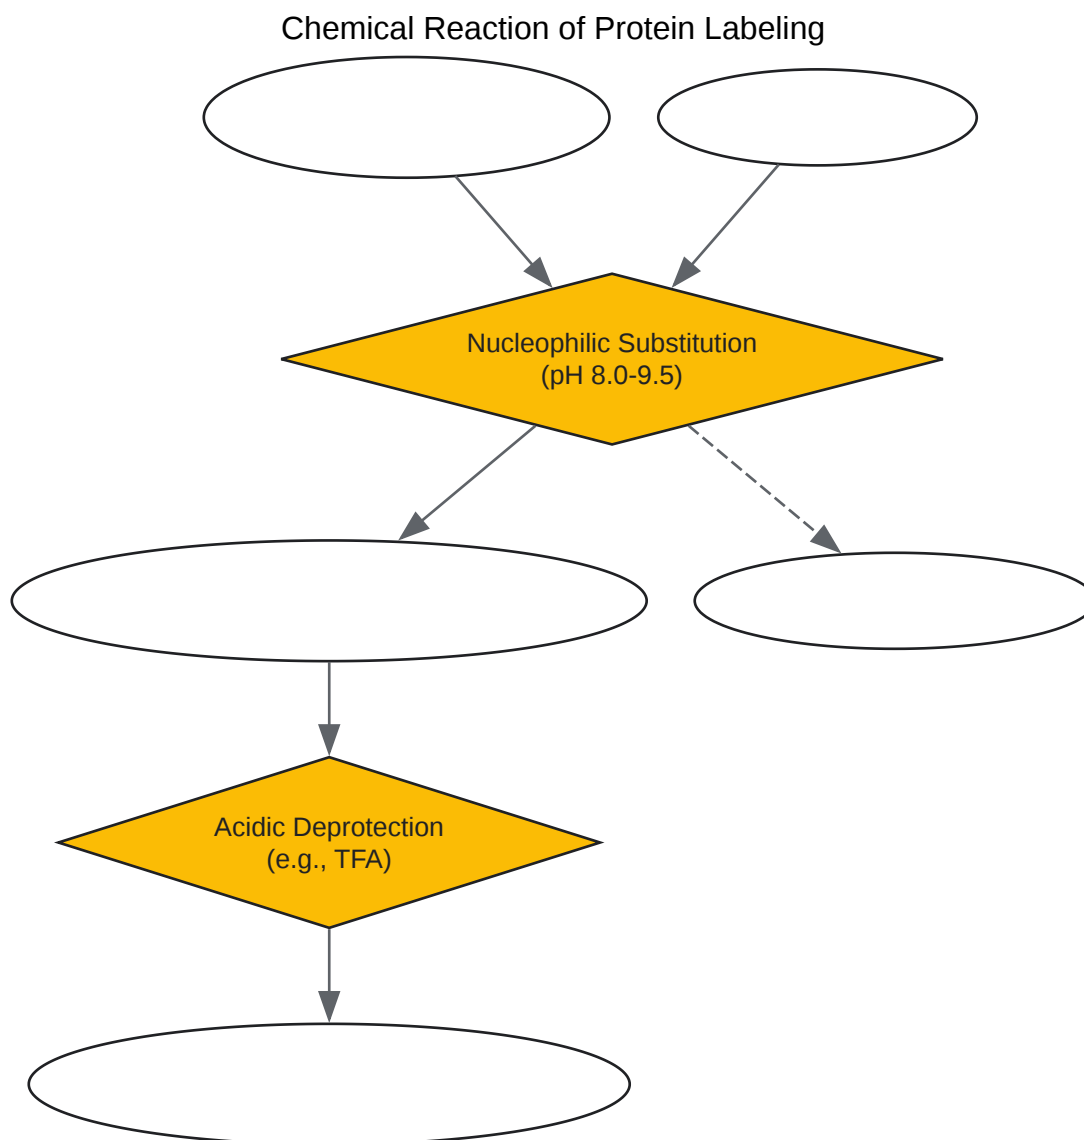 Chemical Reaction of Protein Labeling
Nucleophilic Substitution
(pH 8.0-9.5)
Acidic Deprotection
(e.g., TFA)